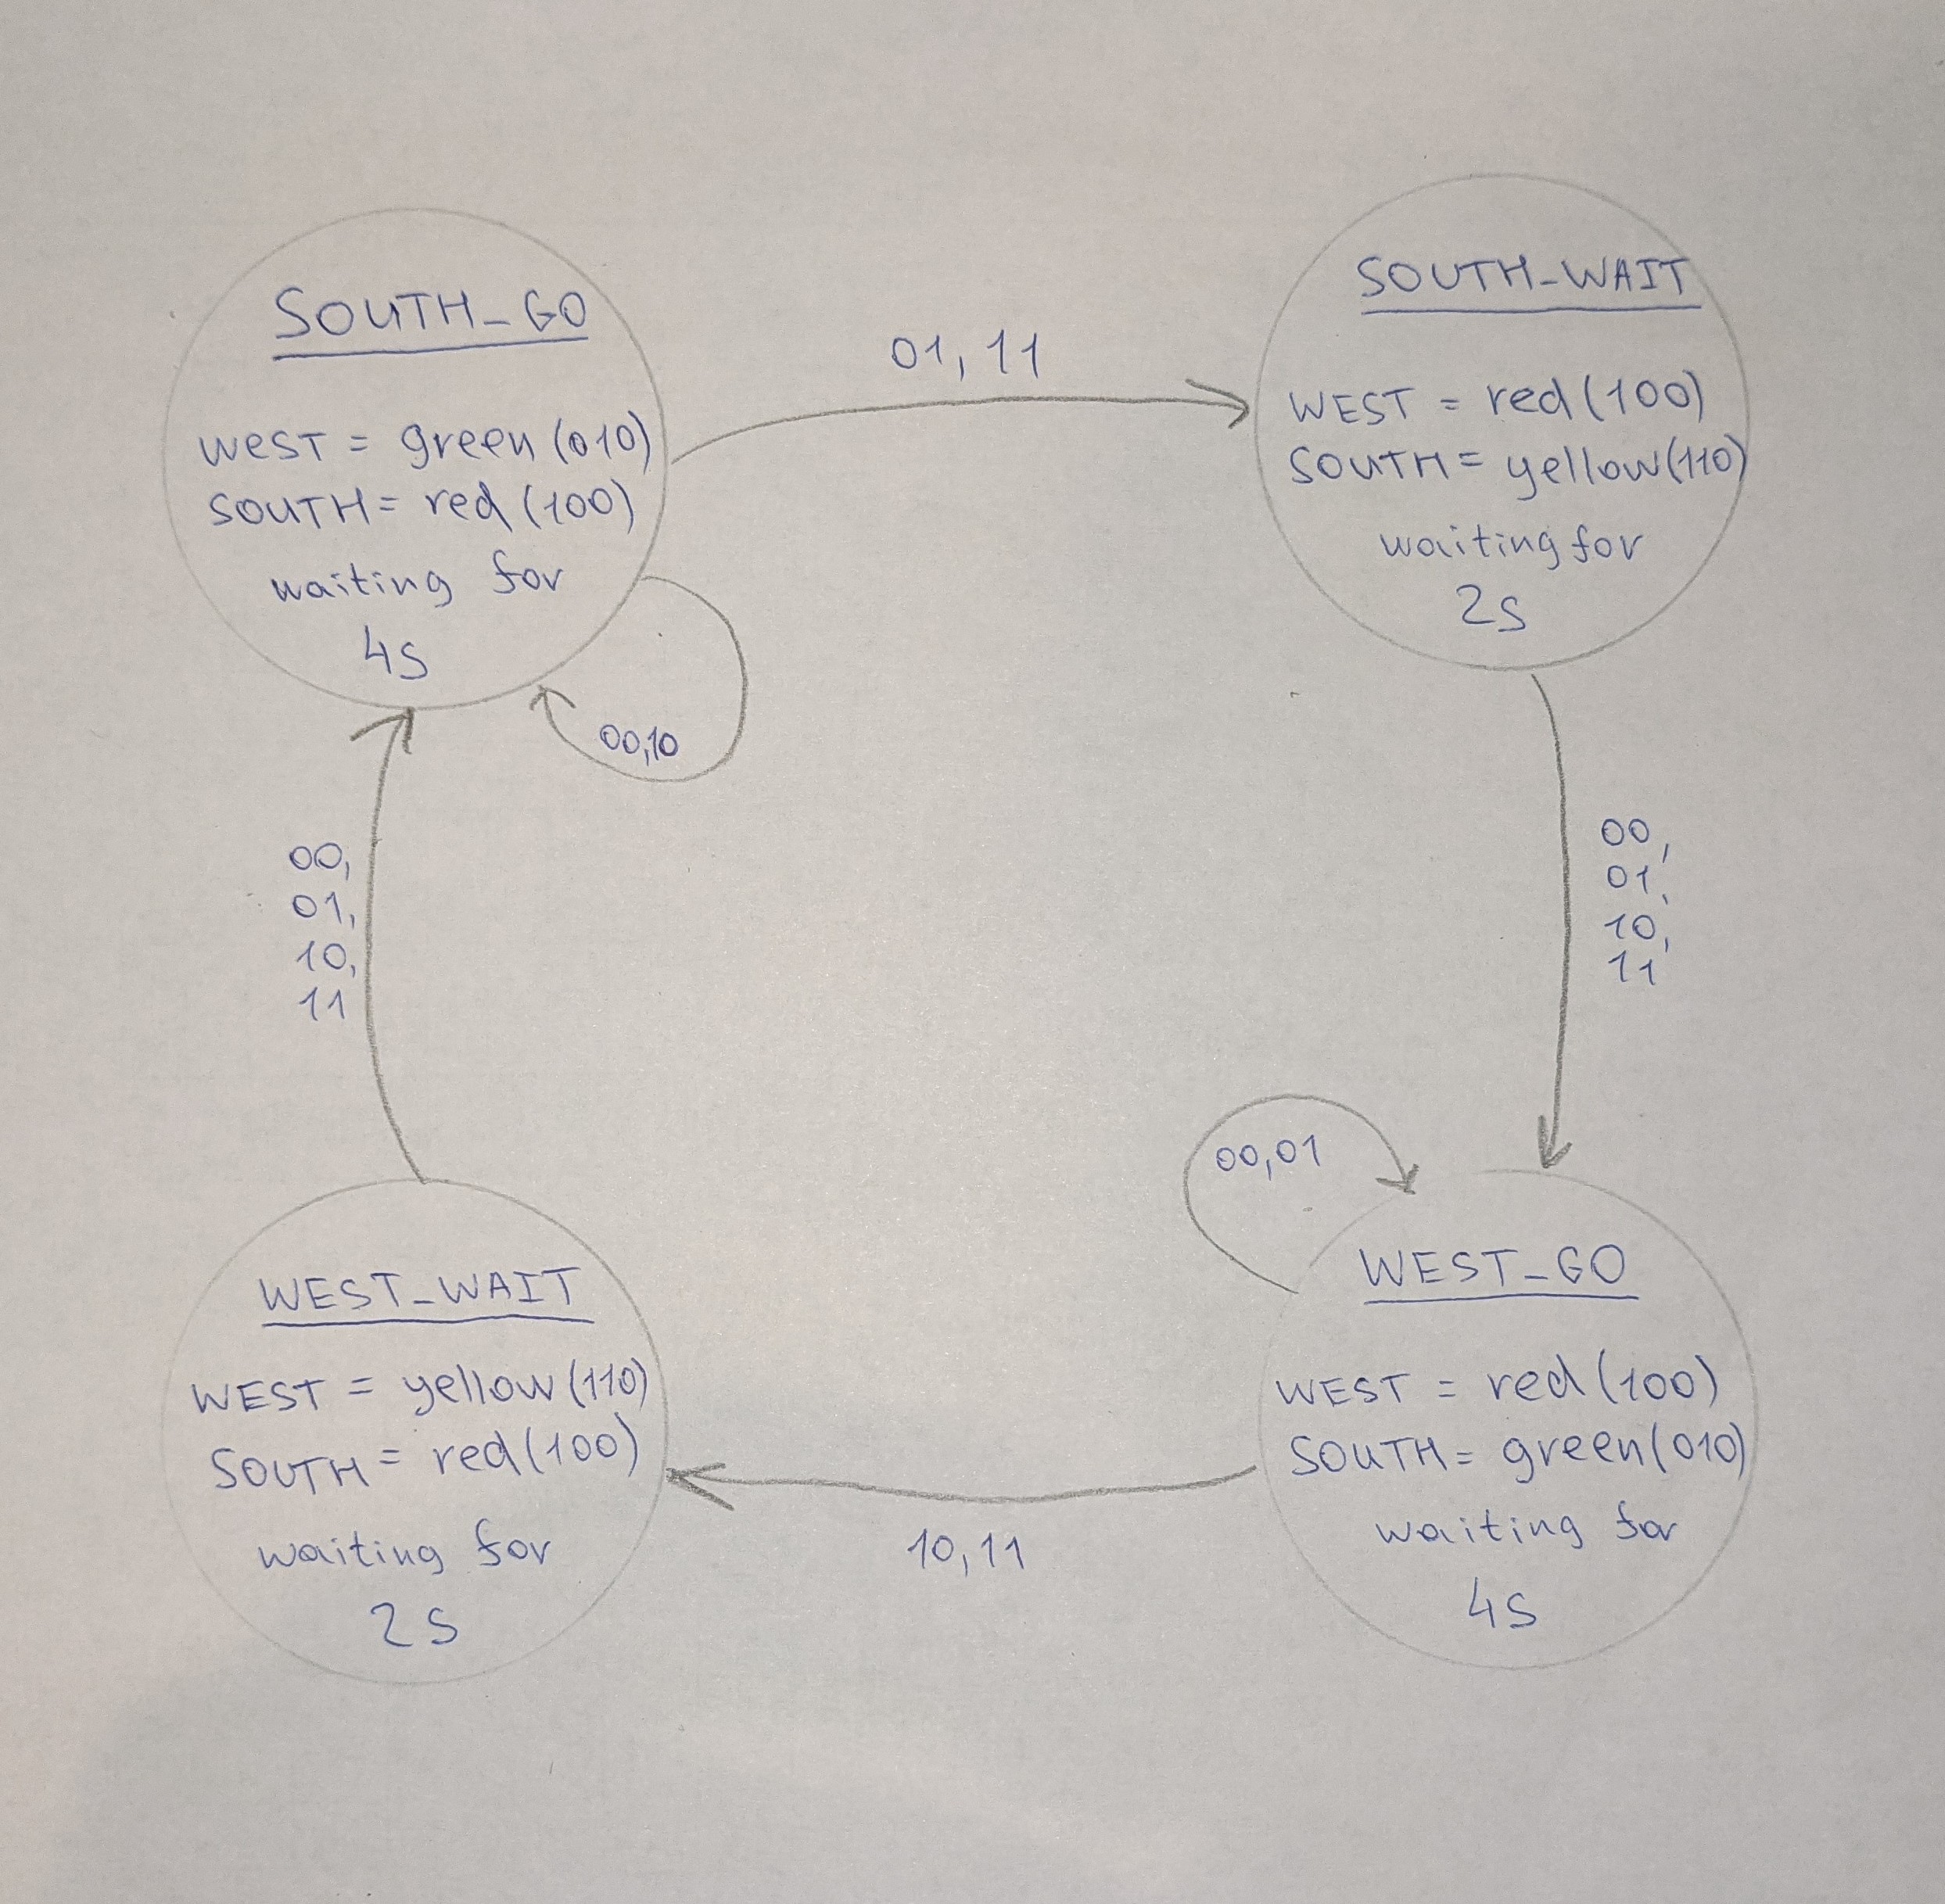 SOUTH_GO
WEST = green (010)
SOUTH = red (100)
waiting for
4s
00,10
01, 11
SOUTH_WAIT
WEST = red (100)
SOUTH = yellow (110)
waiting for
2s
00,
01,
10,
11
WEST_GO
WEST = red (100)
SOUTH = green (010)
waiting for
4s
00,01
10,11
WEST_WAIT
WEST = yellow (110)
SOUTH = red (100)
waiting for
2s
00,
01,
10,
11